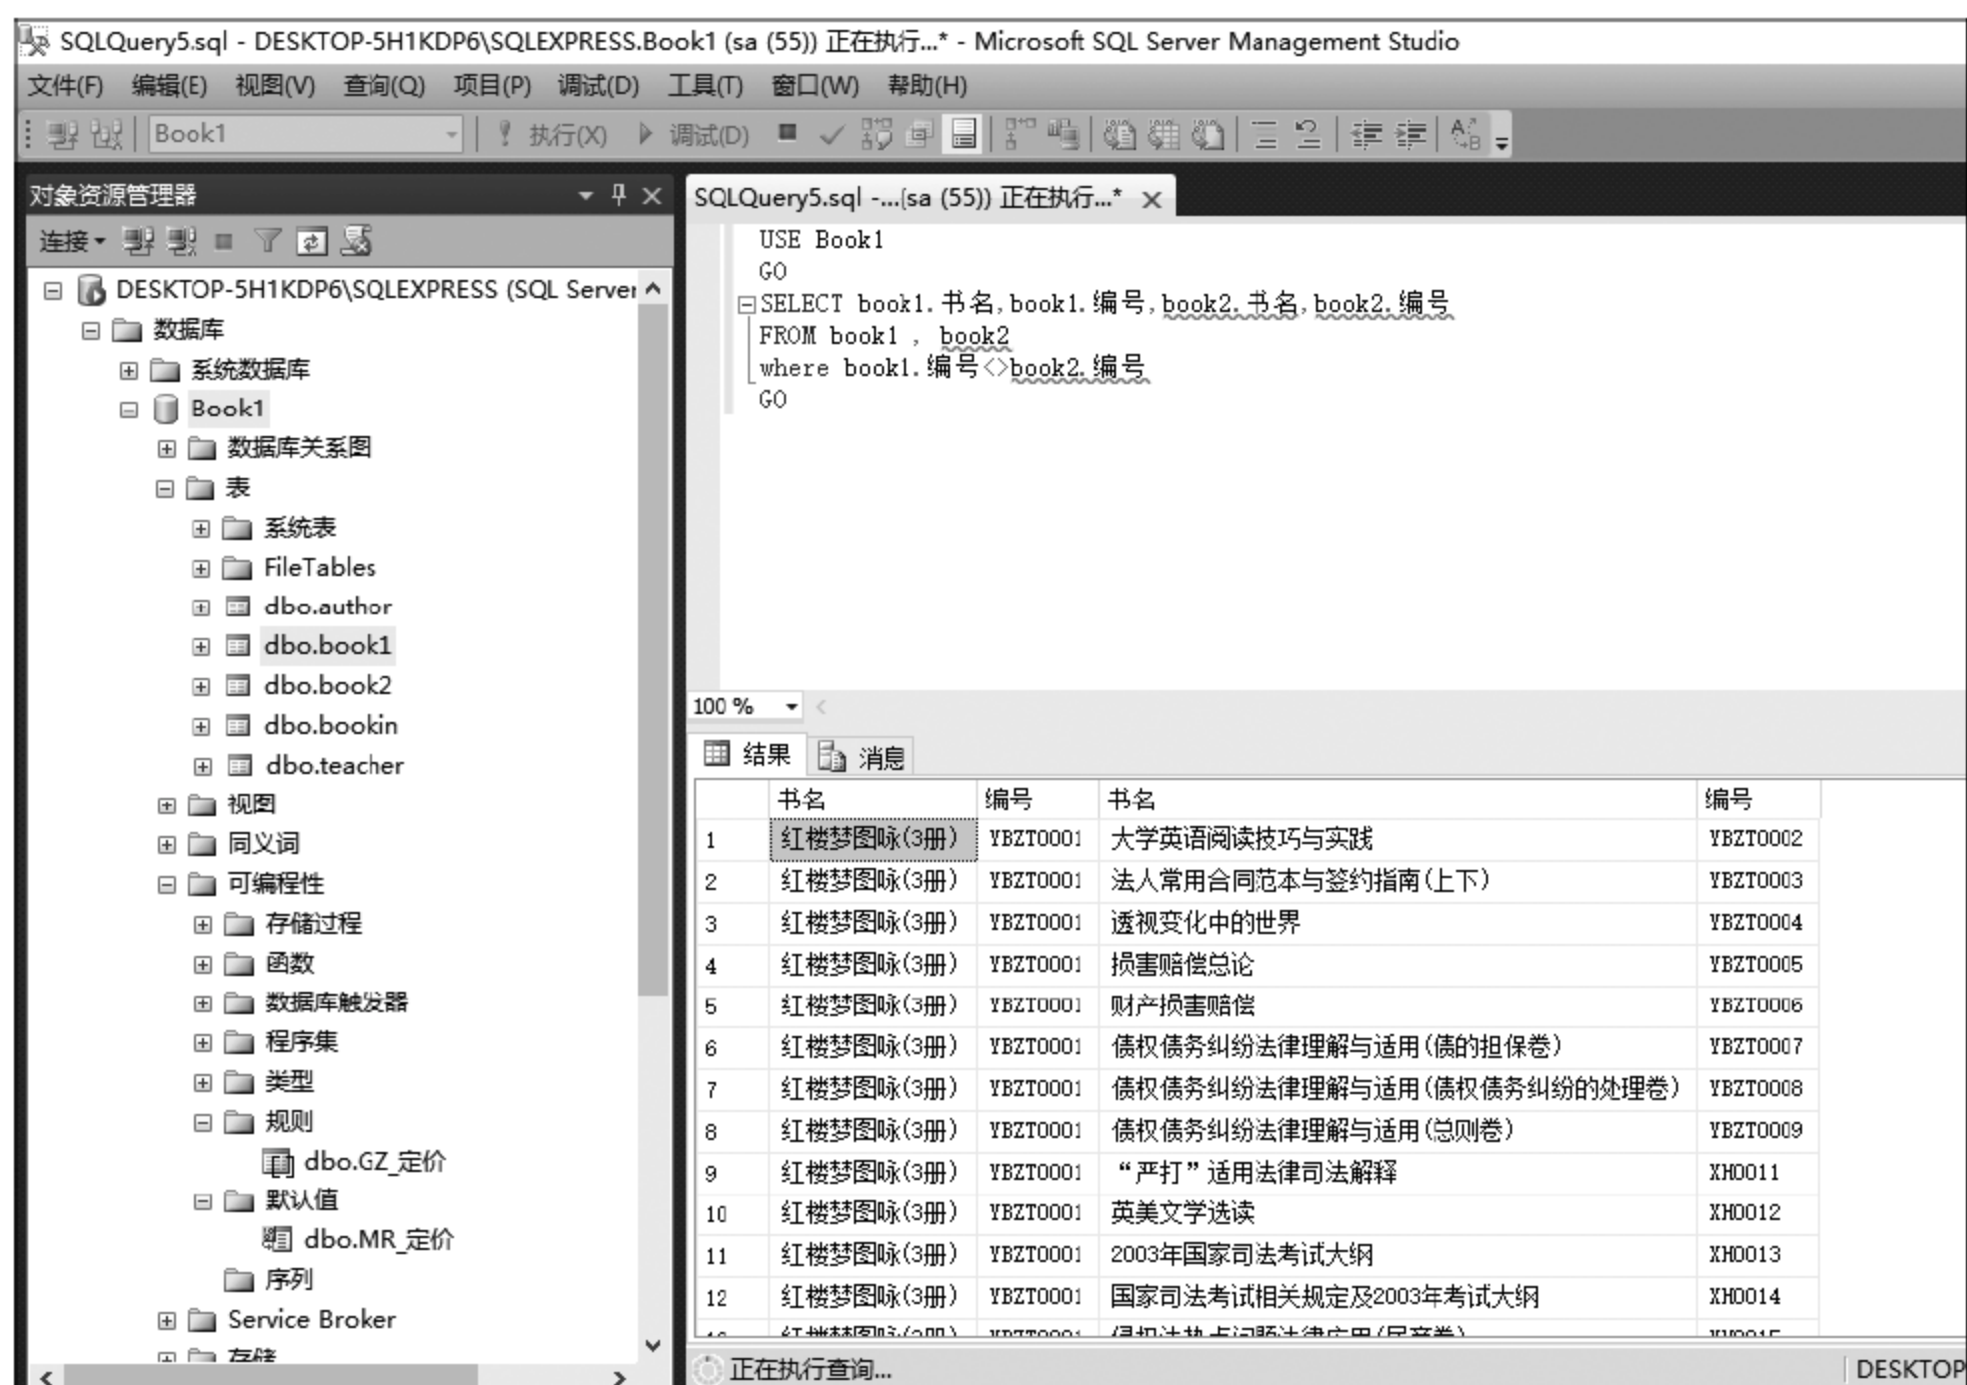 SQLQuery5.sql - DESKTOP-5H1KDP6\SQLEXPRESS.Book1 (sa (55)) 正在执行...* - Microsoft SQL Server Management Studio
文件(F) 编辑(E) 视图(V) 查询(Q) 项目(P) 调试(D) 工具(T) 窗口(W) 帮助(H)
Book1 执行(X) 调试(D)
对象资源管理器
连接
DESKTOP-5H1KDP6\SQLEXPRESS (SQL Server
数据库
系统数据库
Book1
数据库关系图
表
系统表
FileTables
dbo.author
dbo.book1
dbo.book2
dbo.bookin
dbo.teacher
视图
同义词
可编程性
存储过程
函数
数据库触发器
程序集
类型
规则
dbo.GZ_定价
默认值
dbo.MR_定价
序列
Service Broker
存储
SQLQuery5.sql -...(sa (55)) 正在执行...*
USE Book1
GO
SELECT book1.书名,book1.编号,book2.书名,book2.编号
FROM book1 , book2
where book1.编号<>book2.编号
GO
100 %
结果 消息
书名 编号 书名 编号
1 红楼梦图咏(3册) YBZT0001 大学英语阅读技巧与实践 YBZT0002
2 红楼梦图咏(3册) YBZT0001 法人常用合同范本与签约指南(上下) YBZT0003
3 红楼梦图咏(3册) YBZT0001 透视变化中的世界 YBZT0004
4 红楼梦图咏(3册) YBZT0001 损害赔偿总论 YBZT0005
5 红楼梦图咏(3册) YBZT0001 财产损害赔偿 YBZT0006
6 红楼梦图咏(3册) YBZT0001 债权债务纠纷法律理解与适用(债的担保卷) YBZT0007
7 红楼梦图咏(3册) YBZT0001 债权债务纠纷法律理解与适用(债权债务纠纷的处理卷) YBZT0008
8 红楼梦图咏(3册) YBZT0001 债权债务纠纷法律理解与适用(总则卷) YBZT0009
9 红楼梦图咏(3册) YBZT0001 “严打”适用法律司法解释 XH0011
10 红楼梦图咏(3册) YBZT0001 英美文学选读 XH0012
11 红楼梦图咏(3册) YBZT0001 2003年国家司法考试大纲 XH0013
12 红楼梦图咏(3册) YBZT0001 国家司法考试相关规定及2003年考试大纲 XH0014
正在执行查询... DESKTOP